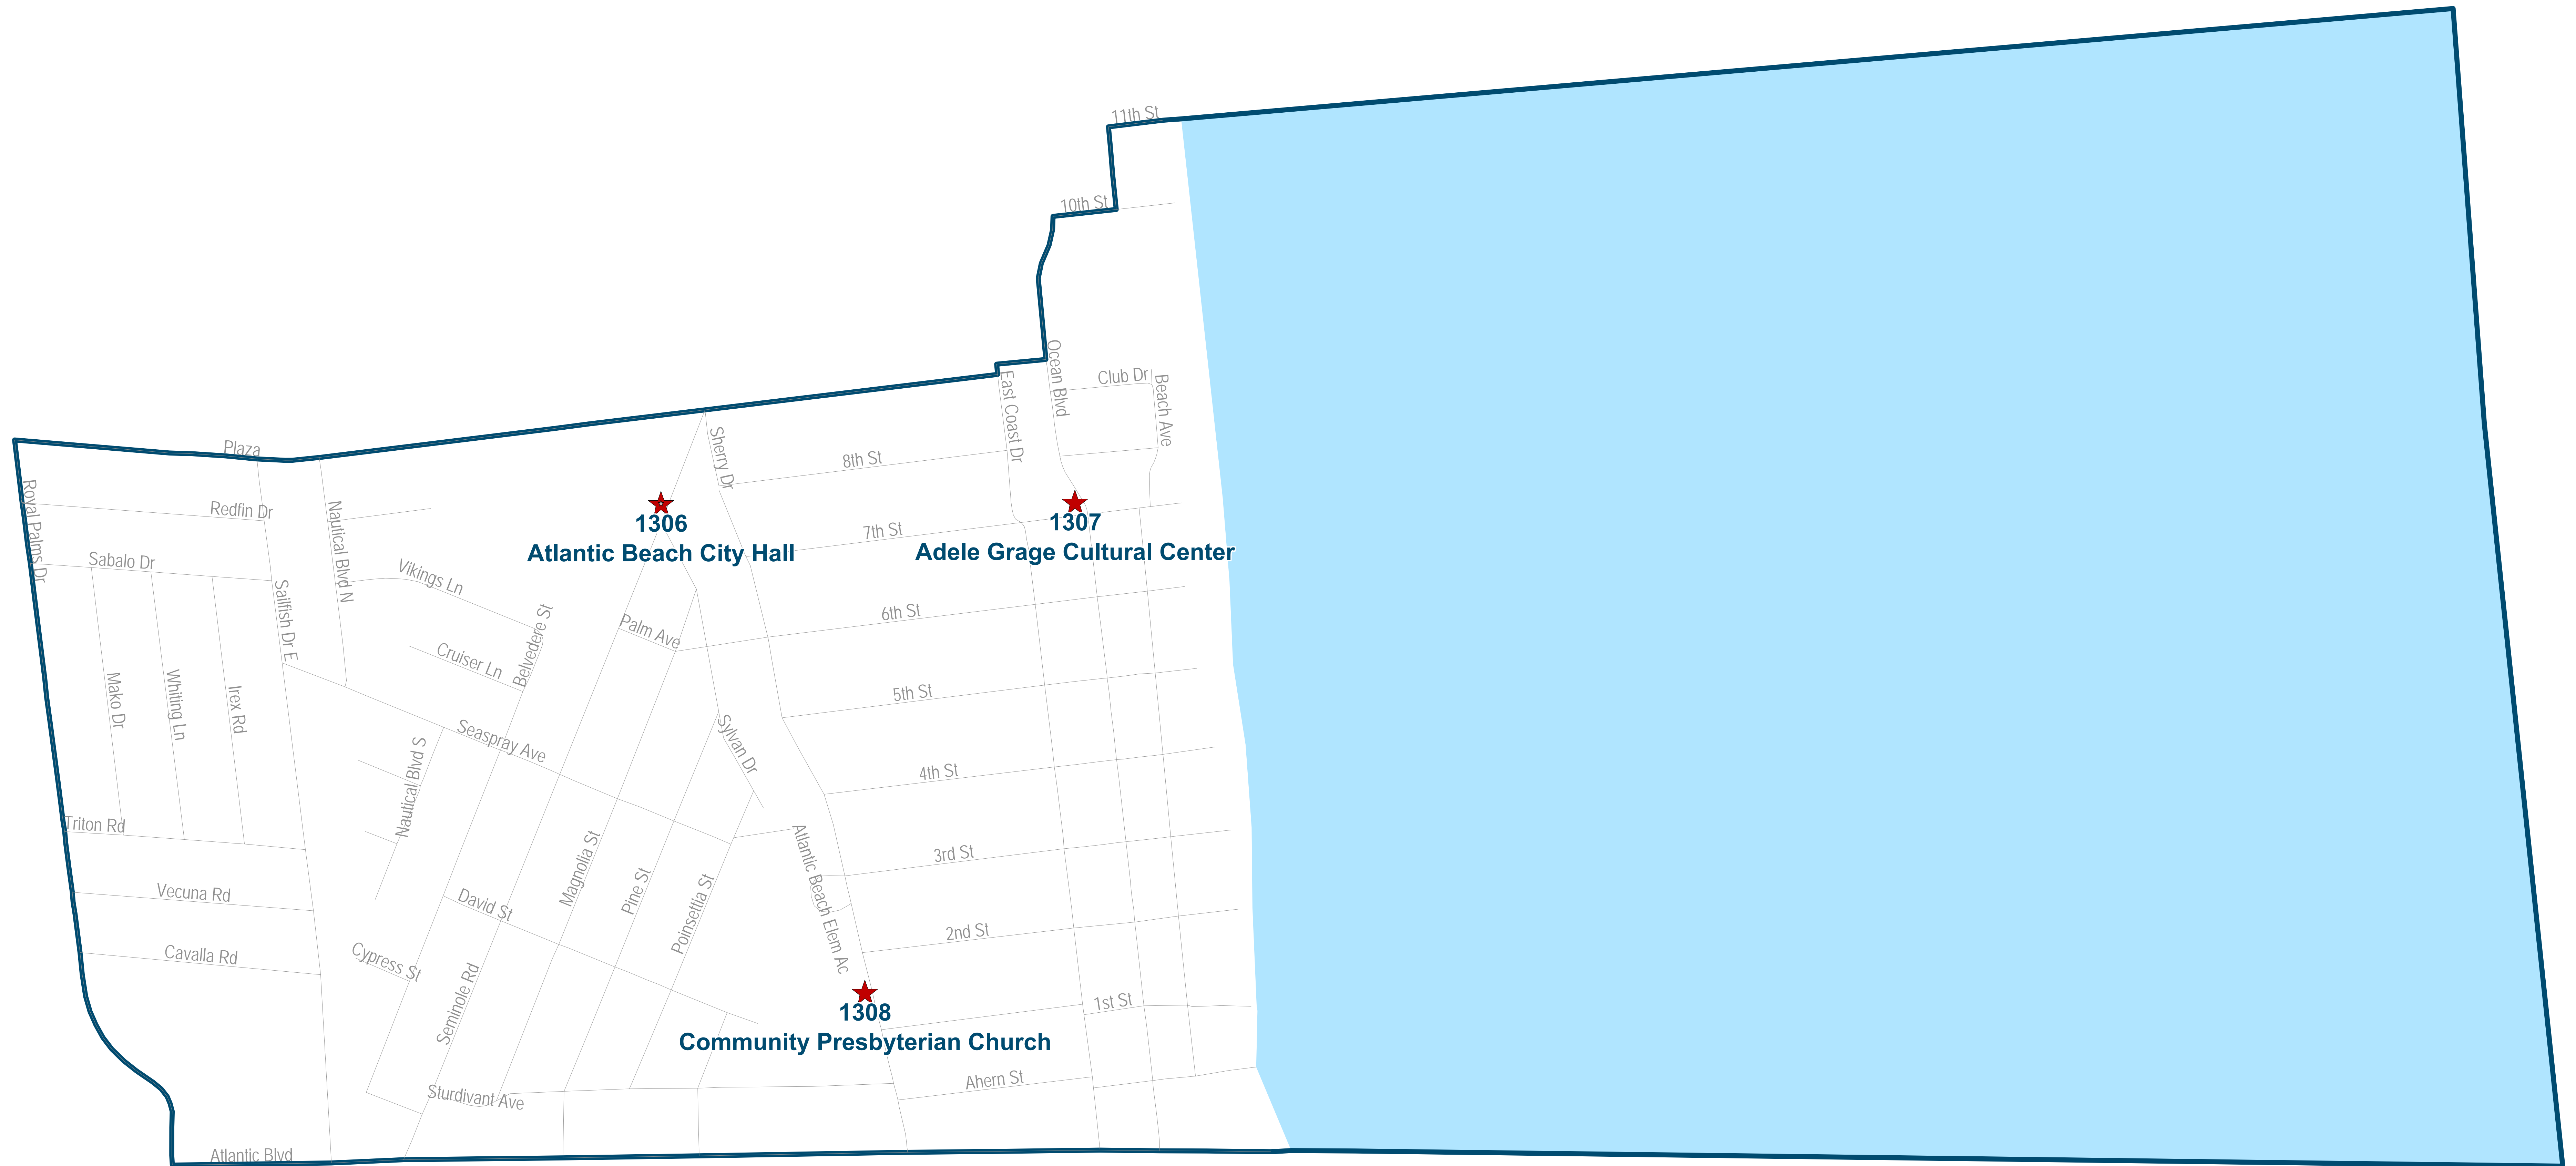 11th St
10th St
Ocean Blvd
Club Dr
Beach Ave
East Coast Dr
Sherry Dr
Plaza
8th St
Royal Palms Dr
Redfin Dr
Nautical Blvd N
1306
Atlantic Beach City Hall
1307
Adele Grage Cultural Center
7th St
Sabalo Dr
Vikings Ln
Sailfish Dr E
Belvedere St
Palm Ave
6th St
Cruiser Ln
Mako Dr
Whiting Ln
Irex Rd
5th St
Seaspray Ave
Sylvan Dr
Nautical Blvd S
4th St
Triton Rd
Magnolia St
Pine St
Poinsettia St
Atlantic Beach Elem Ac
3rd St
Vecuna Rd
David St
2nd St
Cavalla Rd
Cypress St
Seminole Rd
1308
Community Presbyterian Church
1st St
Ahern St
Sturdivant Ave
Atlantic Blvd